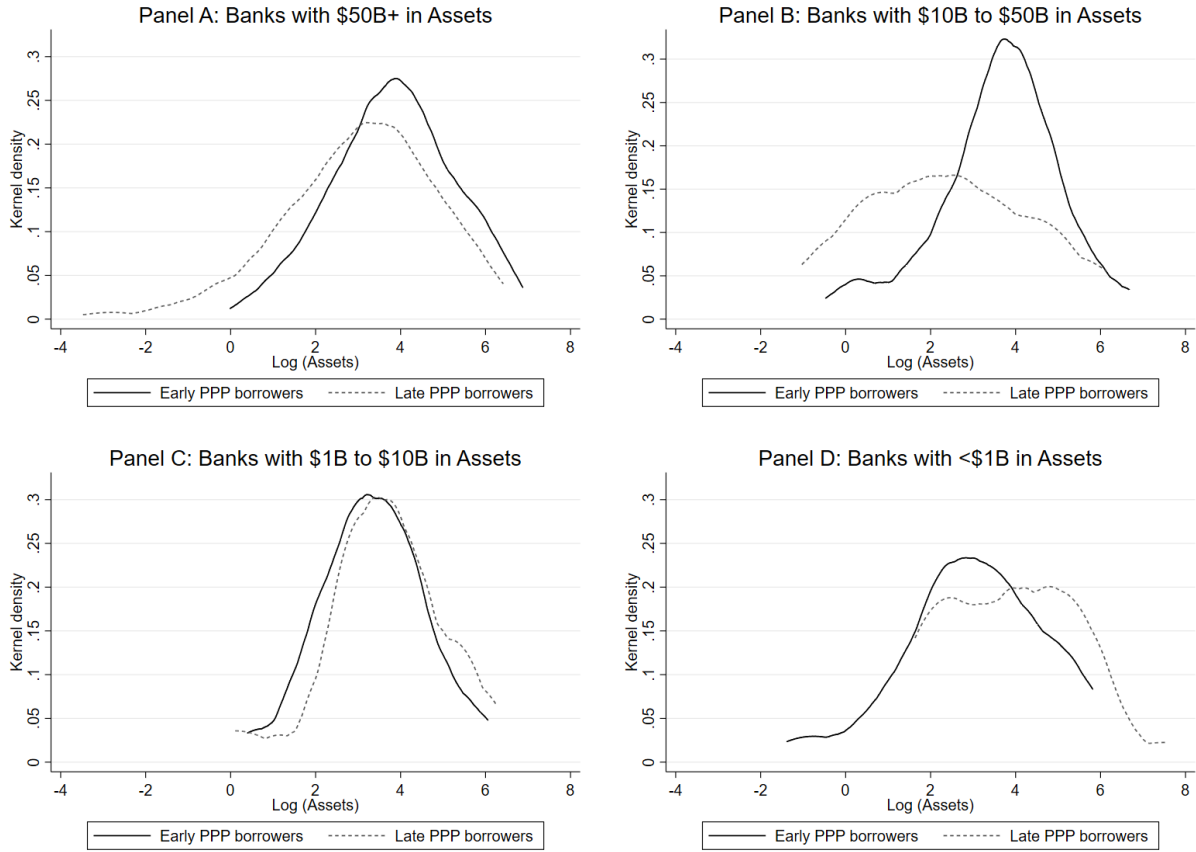 Panel A: Banks with $50B+ in Assets
Kernel density
.3
.25
.2
.15
.1
.05
0
-4 -2 0 2 4 6 8
Log (Assets)
Early PPP borrowers Late PPP borrowers
Panel B: Banks with $10B to $50B in Assets
Kernel density
.3
.25
.2
.15
.1
.05
0
-4 -2 0 2 4 6 8
Log (Assets)
Early PPP borrowers Late PPP borrowers
Panel C: Banks with $1B to $10B in Assets
Kernel density
.3
.25
.2
.15
.1
.05
0
-4 -2 0 2 4 6 8
Log (Assets)
Early PPP borrowers Late PPP borrowers
Panel D: Banks with <$1B in Assets
Kernel density
.3
.25
.2
.15
.1
.05
0
-4 -2 0 2 4 6 8
Log (Assets)
Early PPP borrowers Late PPP borrowers